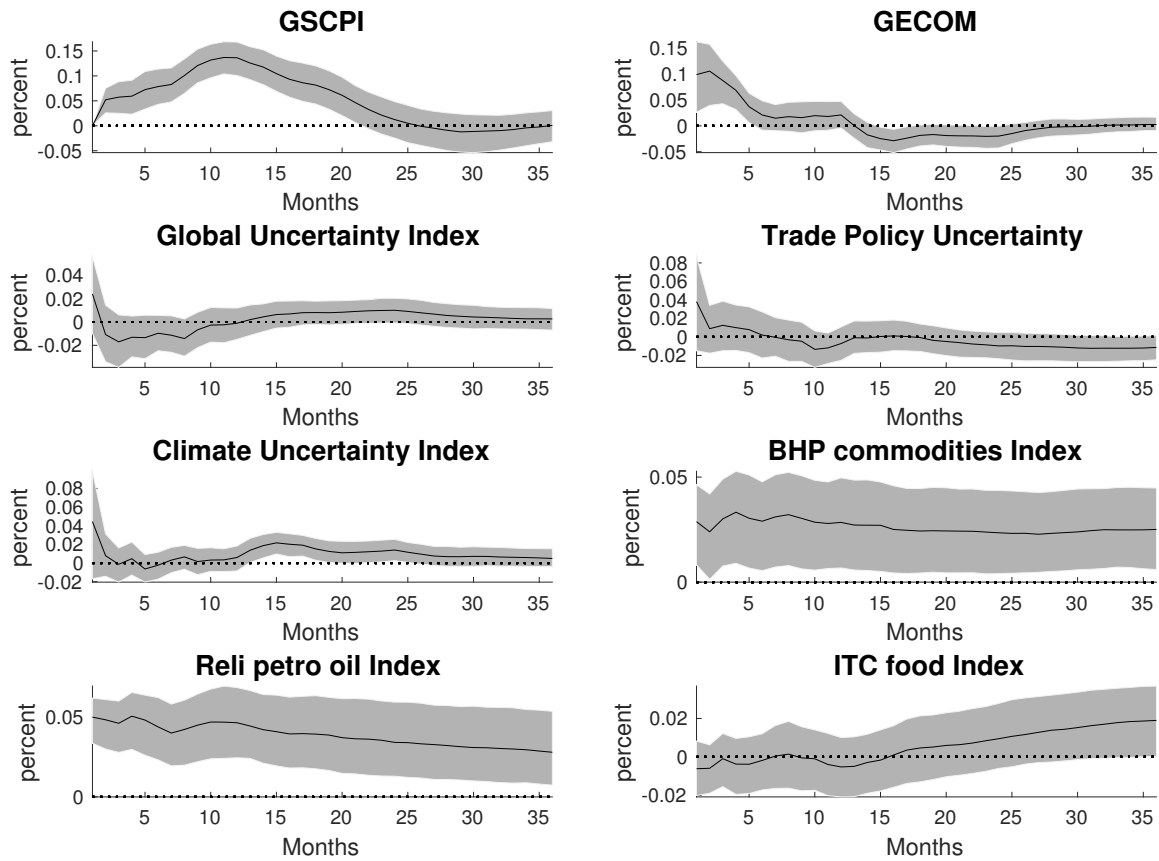 GSCPI
0.15
0.1
0.05
0
-0.05
percent
5 10 15 20 25 30 35
Months
GECOM
0.15
0.1
0.05
0
-0.05
percent
5 10 15 20 25 30 35
Months
Global Uncertainty Index
0.04
0.02
0
-0.02
percent
5 10 15 20 25 30 35
Months
Trade Policy Uncertainty
0.08
0.06
0.04
0.02
0
-0.02
percent
5 10 15 20 25 30 35
Months
Climate Uncertainty Index
0.08
0.06
0.04
0.02
0
-0.02
percent
5 10 15 20 25 30 35
Months
BHP commodities Index
0.05
0
percent
5 10 15 20 25 30 35
Months
Reli petro oil Index
0.05
0
percent
5 10 15 20 25 30 35
Months
ITC food Index
0.02
0
-0.02
percent
5 10 15 20 25 30 35
Months